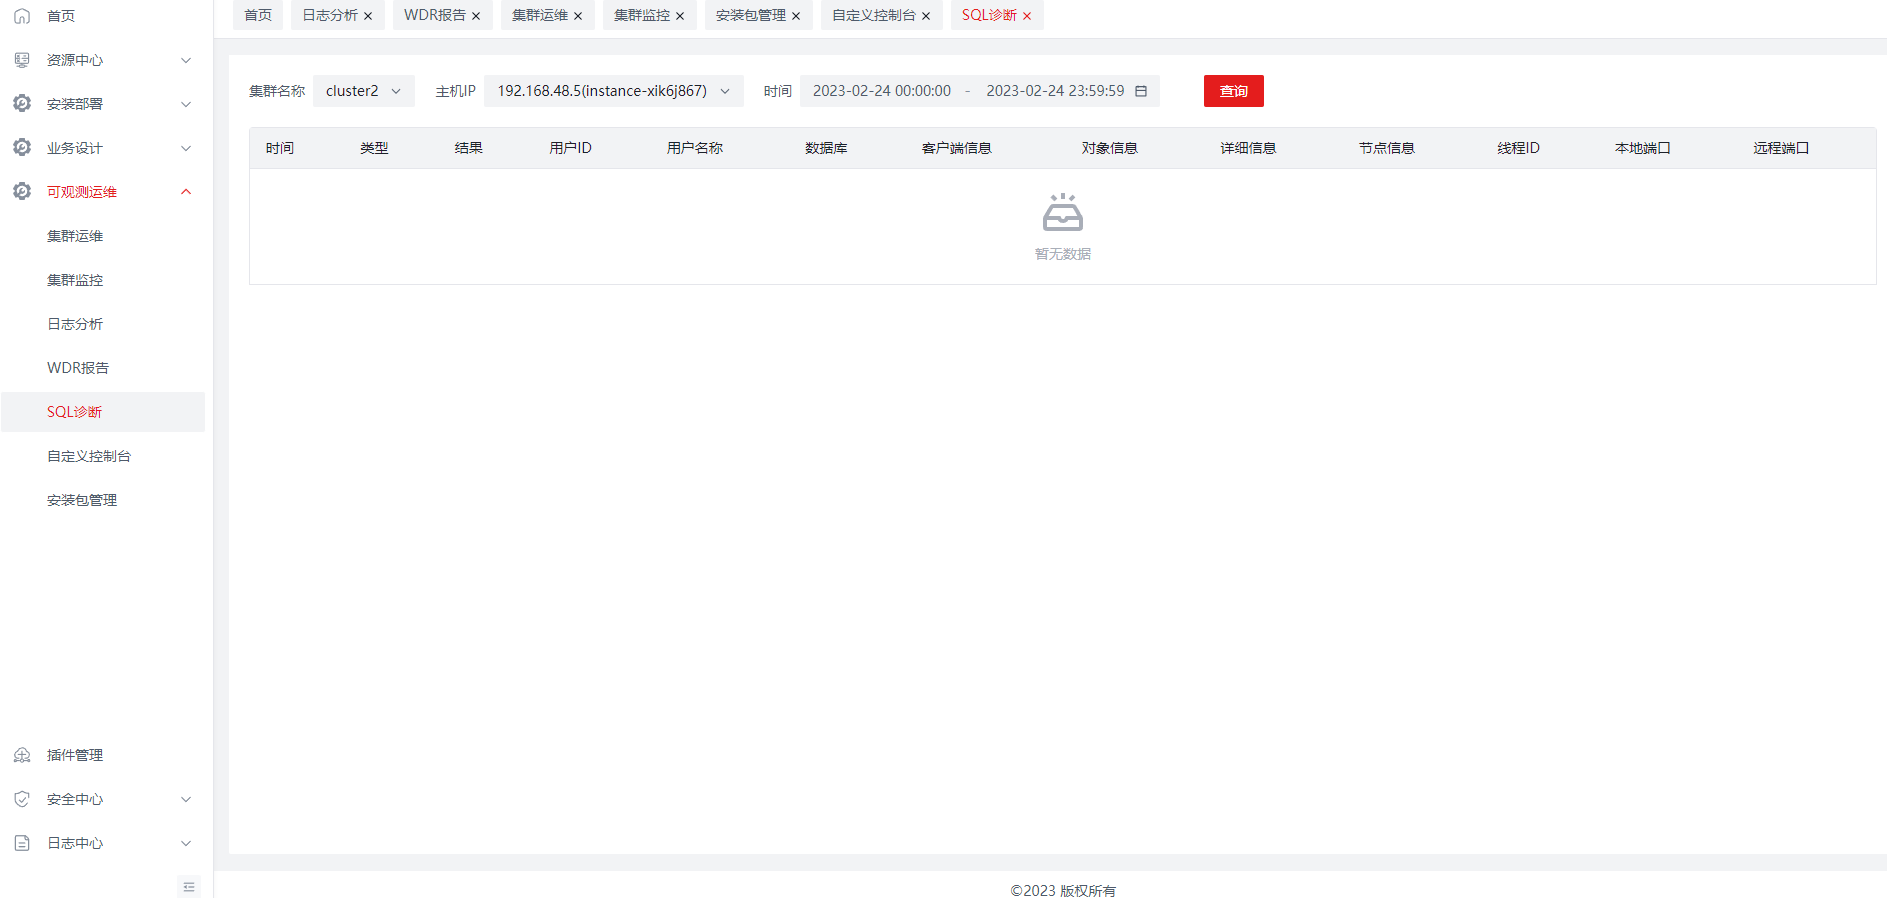 首页
资源中心
安装部署
业务设计
可观测运维
集群运维
集群监控
日志分析
WDR报告
SQL诊断
自定义控制台
安装包管理
插件管理
安全中心
日志中心
首页 日志分析 WDR报告 集群运维 集群监控 安装包管理 自定义控制台 SQL诊断
集群名称 cluster2 主机IP 192.168.48.5(instance-xik6j867) 时间 2023-02-24 00:00:00 - 2023-02-24 23:59:59 查询
时间 类型 结果 用户ID 用户名称 数据库 客户端信息 对象信息 详细信息 节点信息 线程ID 本地端口 远程端口
暂无数据
©2023 版权所有